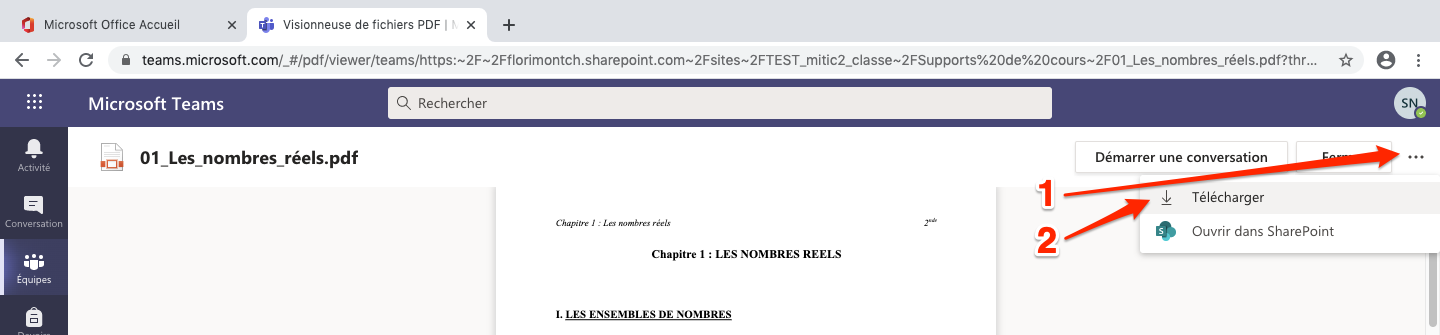 Microsoft Office Accueil
Visionneuse de fichiers PDF | M
teams.microsoft.com/_#/pdf/viewer/teams/https:~2F~2Fflorimontch.sharepoint.com~2Fsites~2FTEST_mitic2_classe~2FSupports%20de%20cours~2F01_Les_nombres_réels.pdf?thr...
Microsoft Teams
Rechercher
SN
Activité
01_Les_nombres_réels.pdf
Démarrer une conversation
1
Télécharger
2
Ouvrir dans SharePoint
Conversation
Équipes
Chapitre 1 : Les nombres réels
2nde
Chapitre 1 : LES NOMBRES REELS
I. LES ENSEMBLES DE NOMBRES